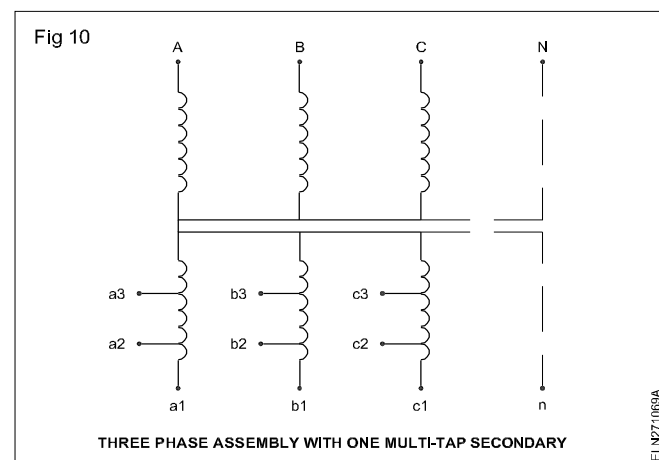 Fig 10
A B C N
a3 b3 c3
a2 b2 c2
a1 b1 c1 n
THREE PHASE ASSEMBLY WITH ONE MULTI-TAP SECONDARY
ELN271069A